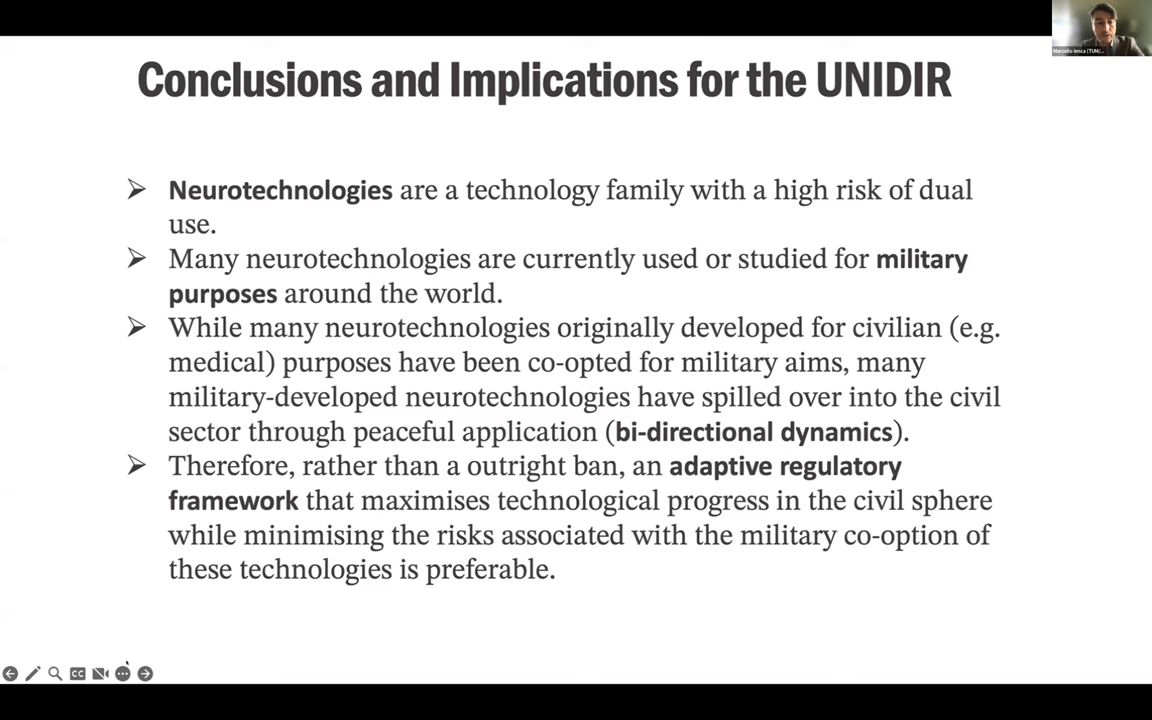 Conclusions and Implications for the UNIDIR
Marcello Ienca (TUM)...
➢ Neurotechnologies are a technology family with a high risk of dual
use.
➢ Many neurotechnologies are currently used or studied for military
purposes around the world.
➢ While many neurotechnologies originally developed for civilian (e.g.
medical) purposes have been co-opted for military aims, many
military-developed neurotechnologies have spilled over into the civil
sector through peaceful application (bi-directional dynamics).
➢ Therefore, rather than a outright ban, an adaptive regulatory
framework that maximises technological progress in the civil sphere
while minimising the risks associated with the military co-option of
these technologies is preferable.
CC